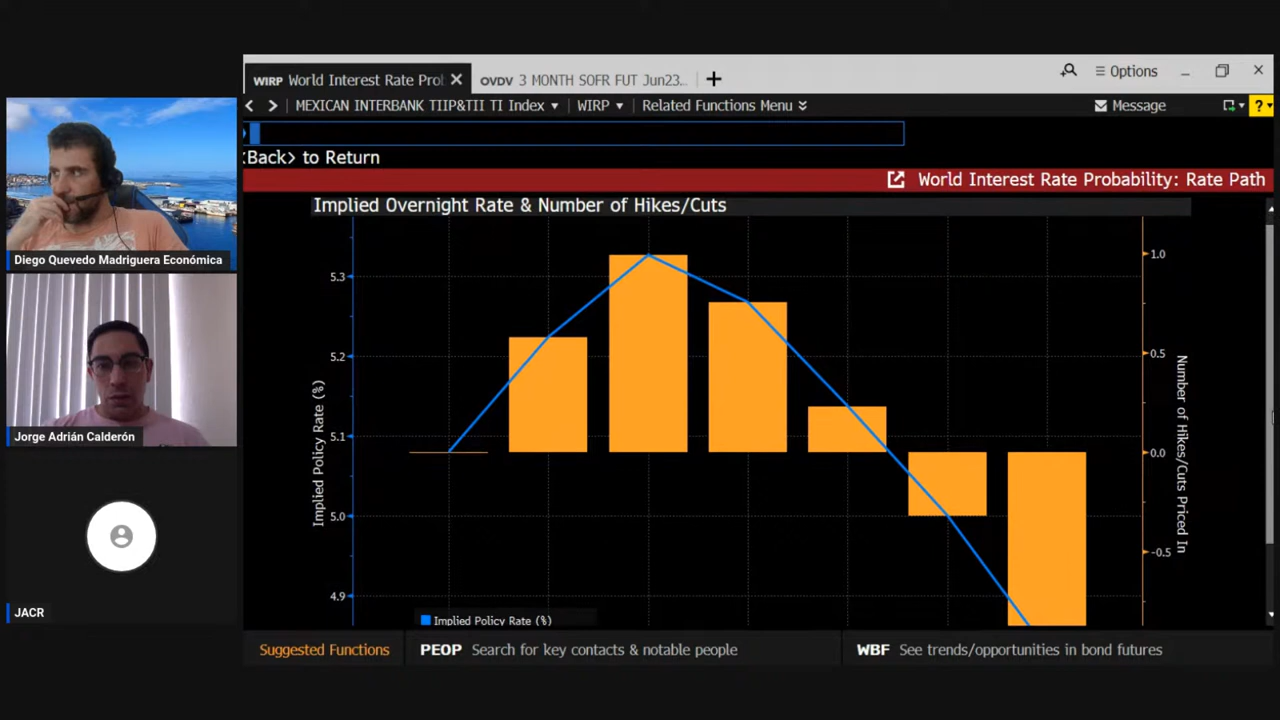 WIRP World Interest Rate Prob
OVDV 3 MONTH SOFR FUT Jun23...
Options
MEXICAN INTERBANK TIIP&TII TI Index
WIRP
Related Functions Menu
Message
?
<Back> to Return
World Interest Rate Probability: Rate Path
Implied Overnight Rate & Number of Hikes/Cuts
Diego Quevedo Madriguera Económica
Jorge Adrián Calderón
JACR
Implied Policy Rate (%)
5.3
5.2
5.1
5.0
4.9
1.0
0.5
0.0
-0.5
Number of Hikes/Cuts Priced In
Implied Policy Rate (%)
Suggested Functions
PEOP Search for key contacts & notable people
WBF See trends/opportunities in bond futures